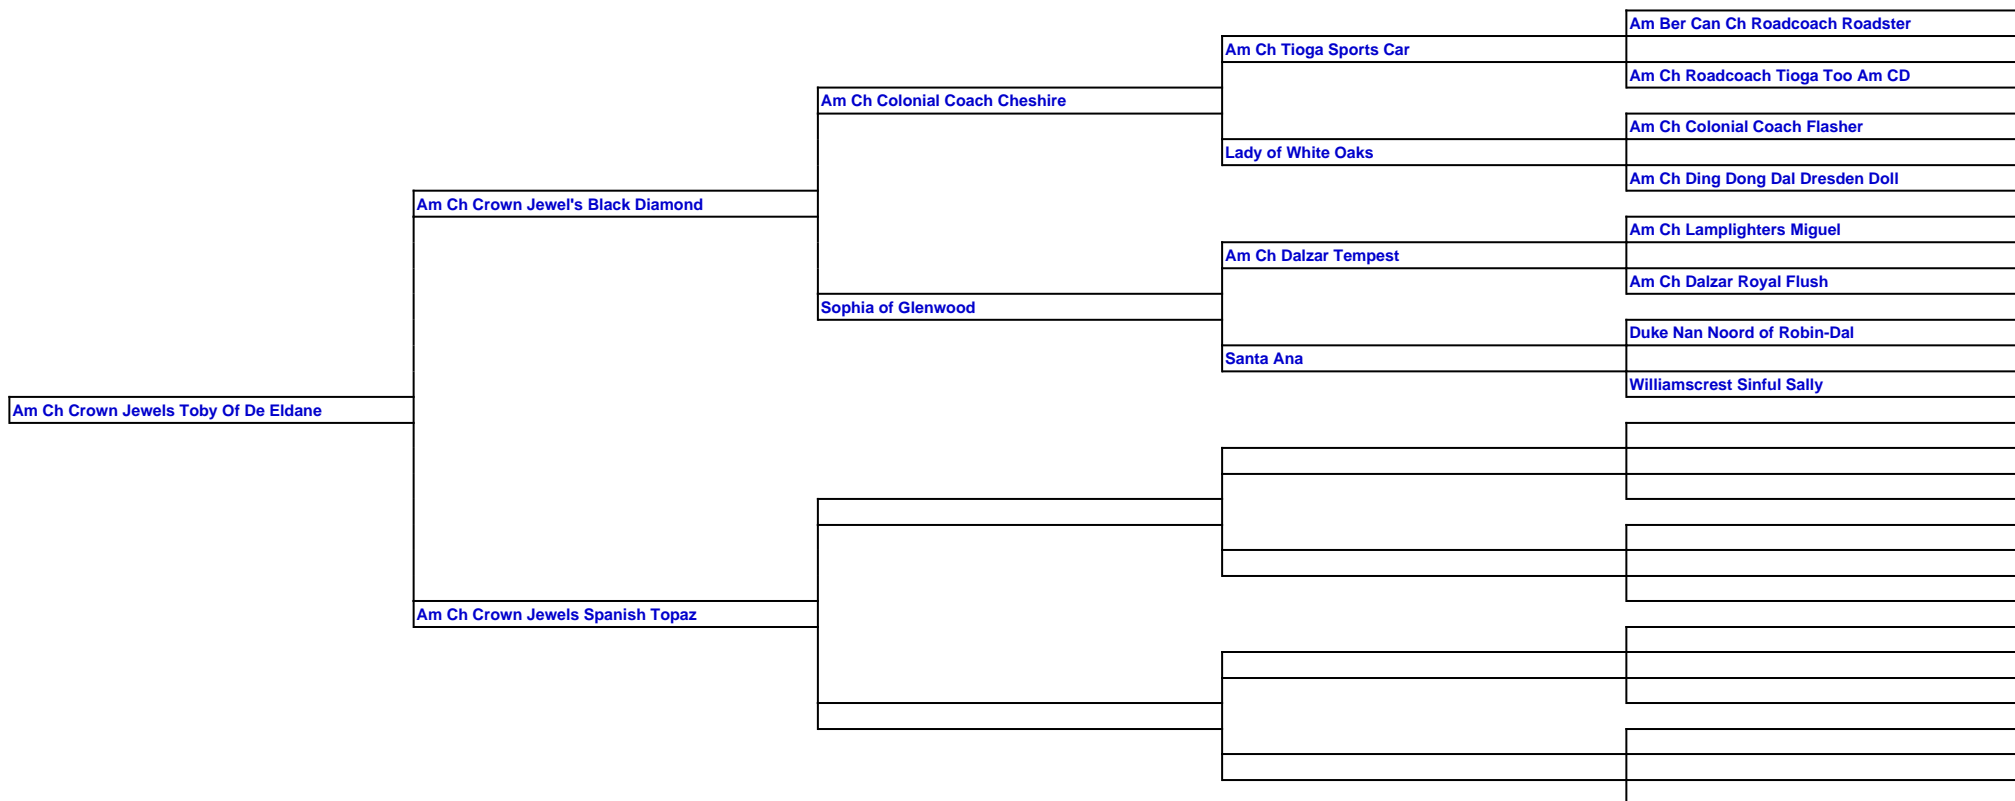 Am Ber Can Ch Roadcoach Roadster
Am Ch Tioga Sports Car
Am Ch Roadcoach Tioga Too Am CD
Am Ch Colonial Coach Cheshire
Am Ch Colonial Coach Flasher
Lady of White Oaks
Am Ch Ding Dong Dal Dresden Doll
Am Ch Crown Jewel's Black Diamond
Am Ch Lamplighters Miguel
Am Ch Dalzar Tempest
Am Ch Dalzar Royal Flush
Sophia of Glenwood
Duke Nan Noord of Robin-Dal
Santa Ana
Williamscrest Sinful Sally
Am Ch Crown Jewels Toby Of De Eldane
Am Ch Crown Jewels Spanish Topaz